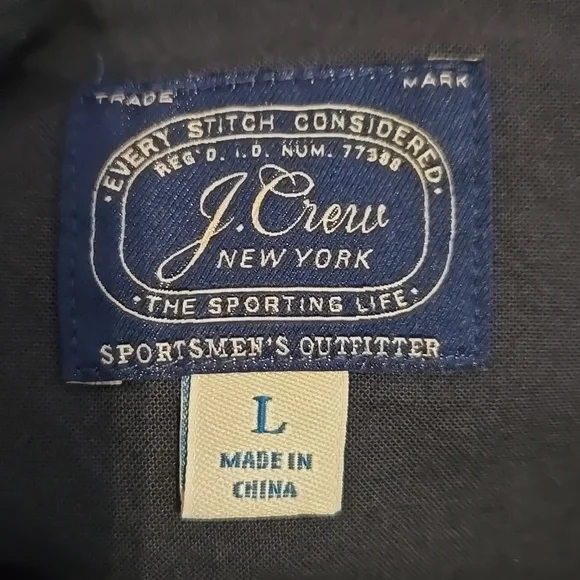 TRADE MARK
·EVERY STITCH CONSIDERED·
REG'D. I.D. NUM. 77388
J.Crew
NEW YORK
·THE SPORTING LIFE·
SPORTSMEN'S OUTFITTER
L
MADE IN
CHINA